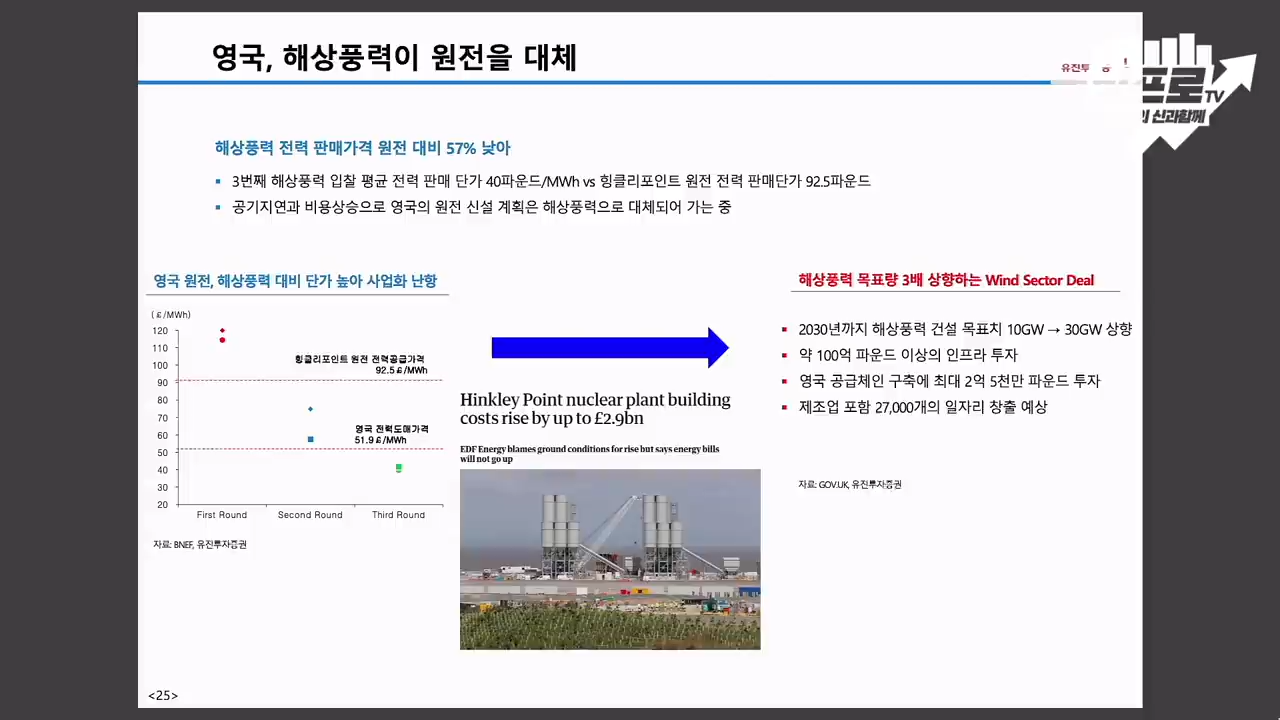 영국, 해상풍력이 원전을 대체
유진투
프로TV
의 신과함께
해상풍력 전력 판매가격 원전 대비 57% 낮아
▪ 3번째 해상풍력 입찰 평균 전력 판매 단가 40파운드/MWh vs 힝클리포인트 원전 전력 판매단가 92.5파운드
▪ 공기지연과 비용상승으로 영국의 원전 신설 계획은 해상풍력으로 대체되어 가는 중
영국 원전, 해상풍력 대비 단가 높아 사업화 난항
(￡/MWh)
120
110
100
90
80
70
60
50
40
30
20
힝클리포인트 원전 전력공급가격
92.5￡/MWh
영국 전력도매가격
51.9￡/MWh
First Round
Second Round
Third Round
자료: BNEF, 유진투자증권
Hinkley Point nuclear plant building
costs rise by up to £2.9bn
EDF Energy blames ground conditions for rise but says energy bills
will not go up
해상풍력 목표량 3배 상향하는 Wind Sector Deal
▪ 2030년까지 해상풍력 건설 목표치 10GW → 30GW 상향
▪ 약 100억 파운드 이상의 인프라 투자
▪ 영국 공급체인 구축에 최대 2억 5천만 파운드 투자
▪ 제조업 포함 27,000개의 일자리 창출 예상
자료: GOV.UK, 유진투자증권
<25>